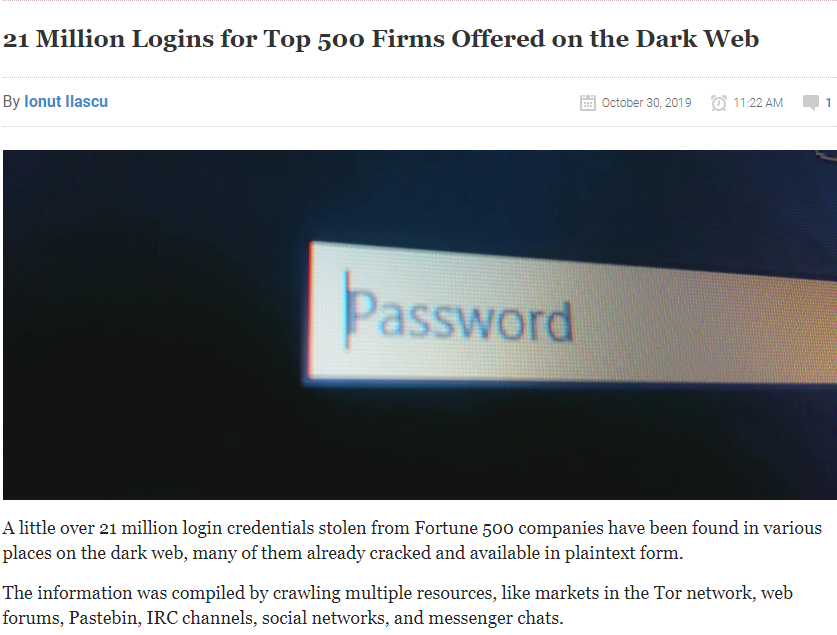 21 Million Logins for Top 500 Firms Offered on the Dark Web
By Ionut Ilascu
October 30, 2019
11:22 AM
1
Password
A little over 21 million login credentials stolen from Fortune 500 companies have been found in various
places on the dark web, many of them already cracked and available in plaintext form.
The information was compiled by crawling multiple resources, like markets in the Tor network, web
forums, Pastebin, IRC channels, social networks, and messenger chats.